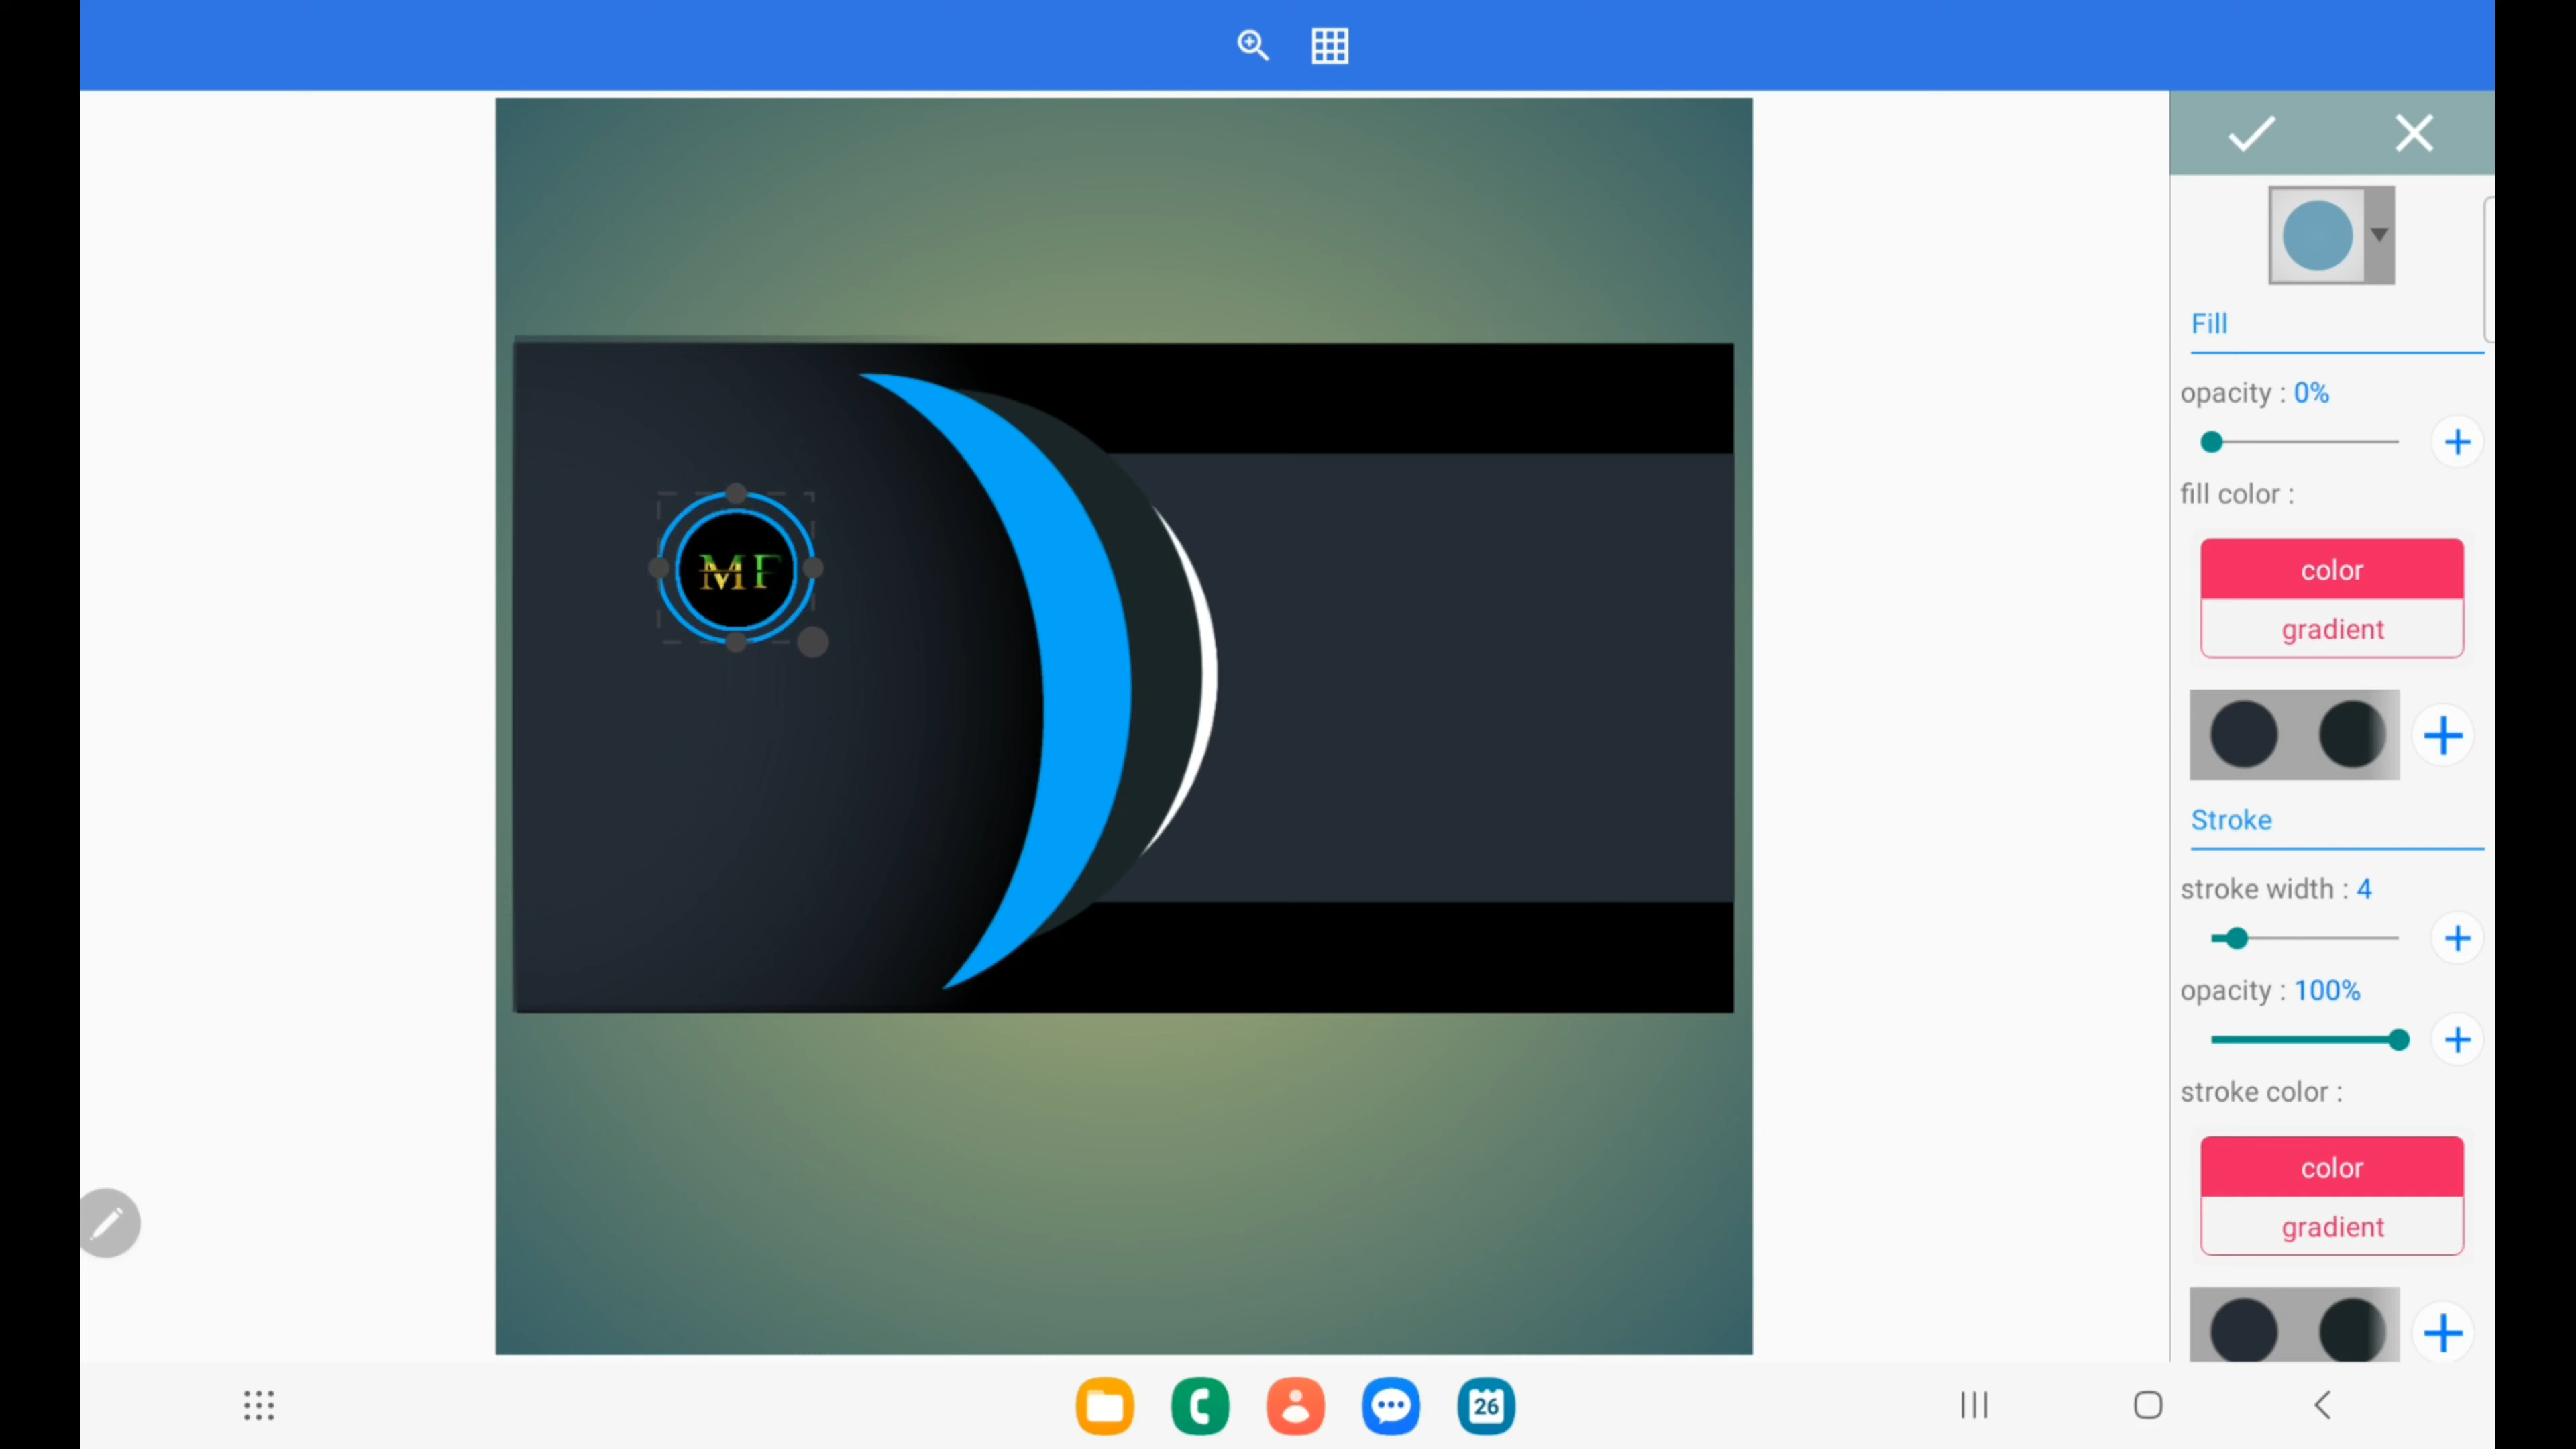 MF
Fill
opacity : 0%
fill color :
color
gradient
Stroke
stroke width : 4
opacity : 100%
stroke color :
color
gradient
26